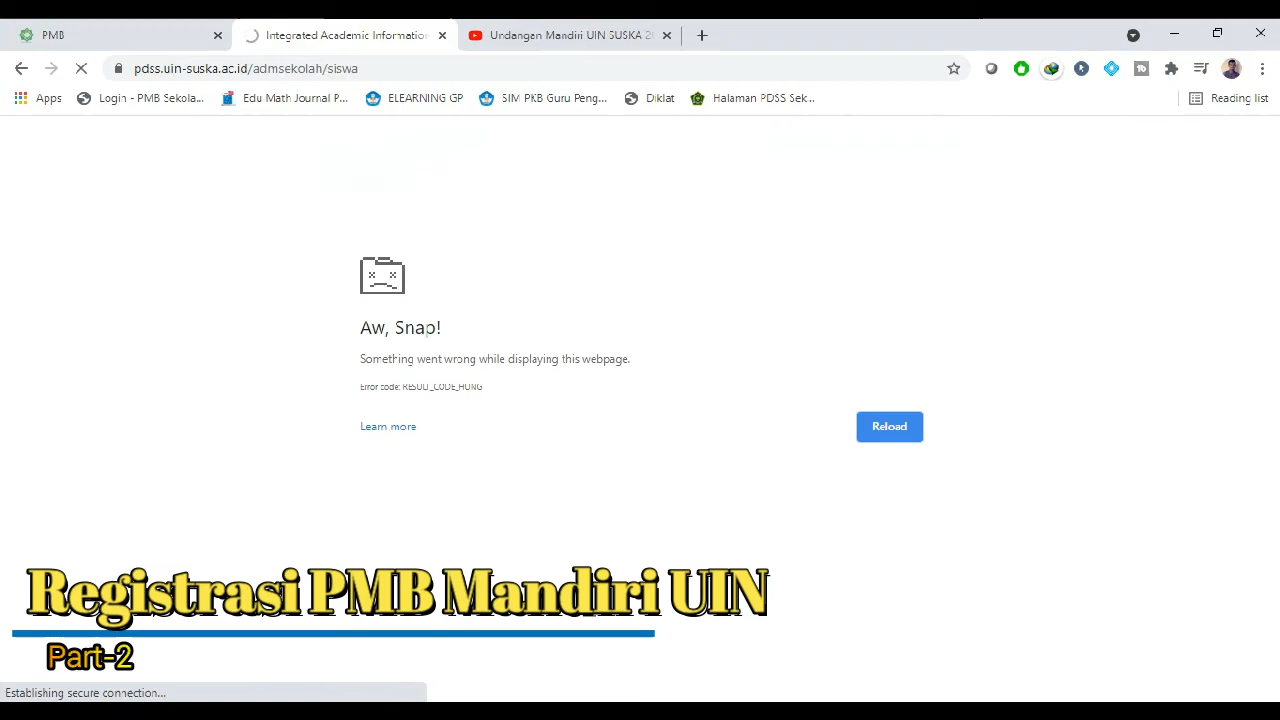 PMB
Integrated Academic Information
Undangan Mandiri UIN SUSKA 20
pdss.uin-suska.ac.id/admsekolah/siswa
Apps
Login - PMB Sekola...
Edu Math Journal P...
ELEARNING GP
SIM PKB Guru Peng...
Diklat
Halaman PDSS Sek...
Reading list
Aw, Snap!
Something went wrong while displaying this webpage.
Error code: RESULT_CODE_HUNG
Learn more
Reload
Registrasi PMB Mandiri UIN
Part-2
Establishing secure connection...